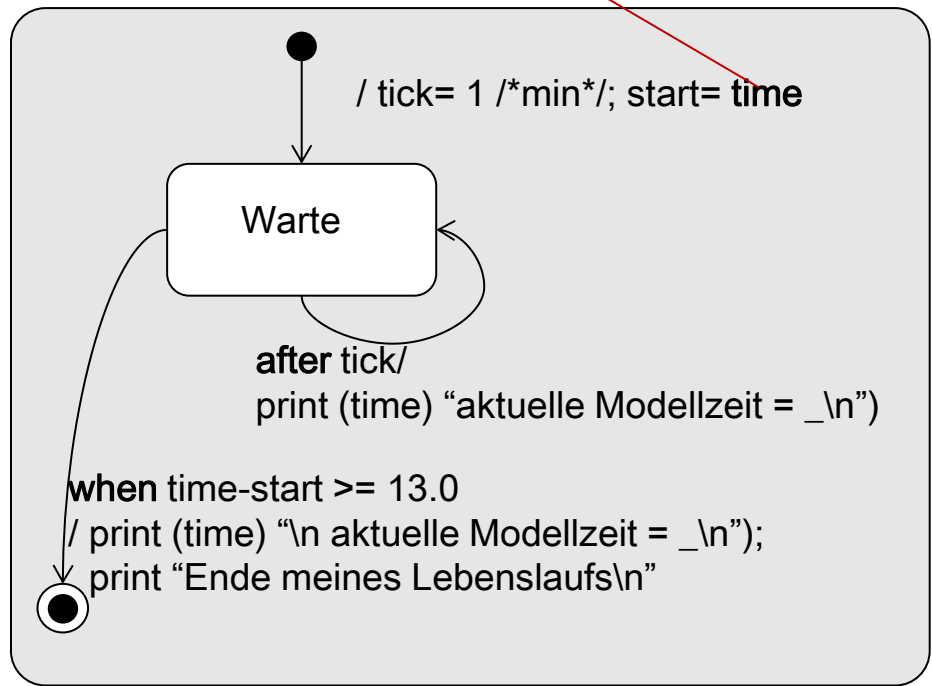 / tick= 1 /*min*/; start= time
Warte
after tick/
print (time) “aktuelle Modellzeit = _\n”)
when time-start >= 13.0
/ print (time) “\n aktuelle Modellzeit = _\n”);
print “Ende meines Lebenslaufs\n”